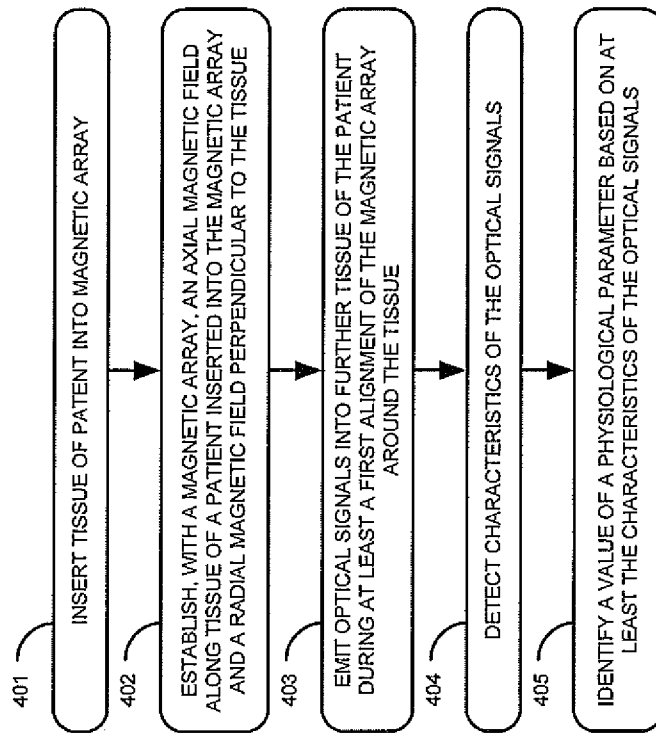 401
INSERT TISSUE OF PATENT INTO MAGNETIC ARRAY
402
ESTABLISH, WITH A MAGNETIC ARRAY, AN AXIAL MAGNETIC FIELD
ALONG TISSUE OF A PATIENT INSERTED INTO THE MAGNETIC ARRAY
AND A RADIAL MAGNETIC FIELD PERPENDICULAR TO THE TISSUE
403
EMIT OPTICAL SIGNALS INTO FURTHER TISSUE OF THE PATIENT
DURING AT LEAST A FIRST ALIGNMENT OF THE MAGNETIC ARRAY
AROUND THE TISSUE
404
DETECT CHARACTERISTICS OF THE OPTICAL SIGNALS
405
IDENTIFY A VALUE OF A PHYSIOLOGICAL PARAMETER BASED ON AT
LEAST THE CHARACTERISTICS OF THE OPTICAL SIGNALS